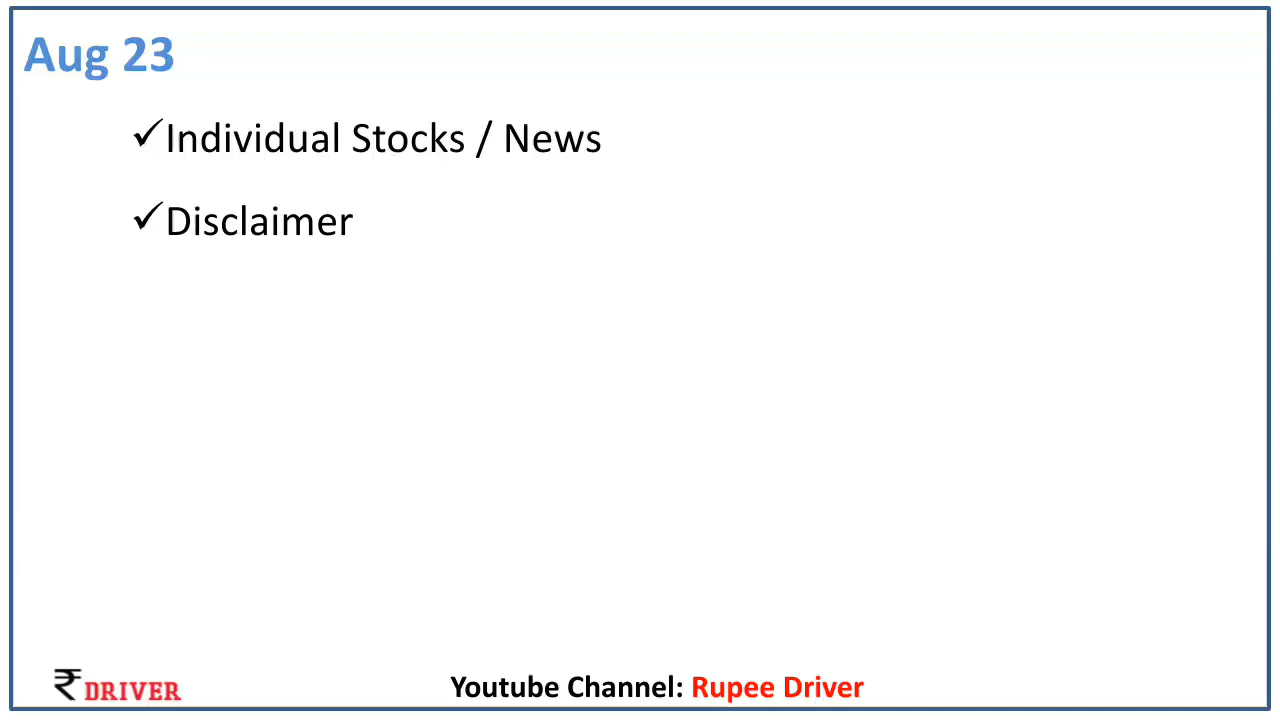 Aug 23
✓Individual Stocks / News
✓Disclaimer
₹ DRIVER
Youtube Channel: Rupee Driver